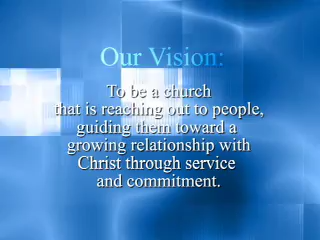 Our Vision:
To be a church
that is reaching out to people,
guiding them toward a
growing relationship with
Christ through service
and commitment.